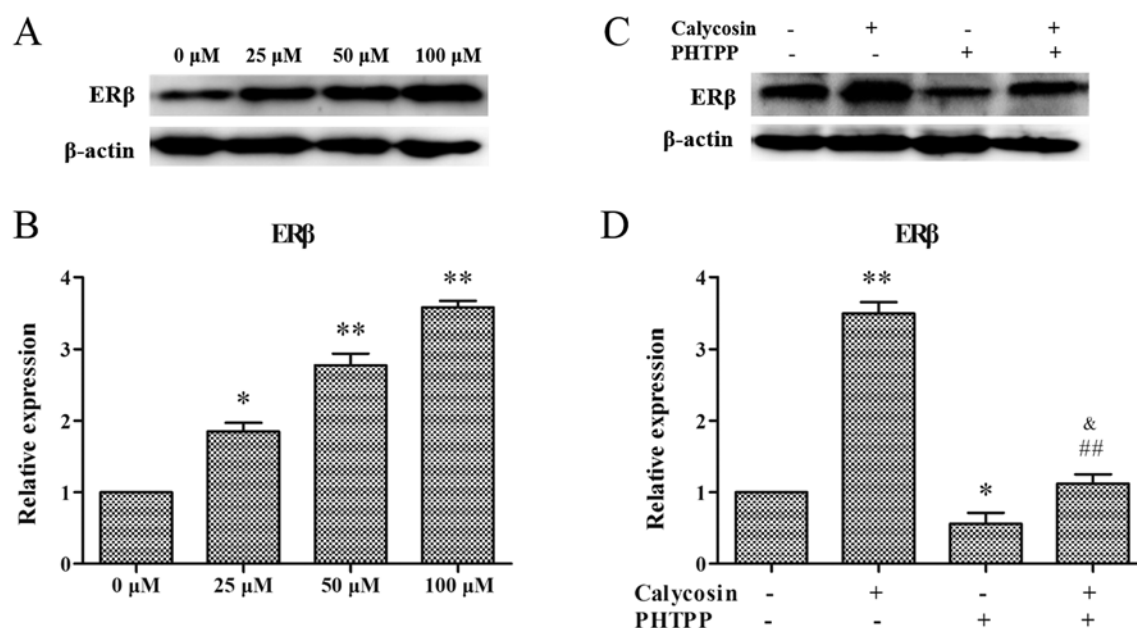 A
0 μM 25 μM 50 μM 100 μM
ERβ
β-actin
B
ERβ
Relative expression
4
3
2
1
0
*
**
**
0 μM 25 μM 50 μM 100 μM
C
Calycosin - + - +
PHTPP - - + +
ERβ
β-actin
D
ERβ
Relative expression
4
3
2
1
0
**
*
&
##
Calycosin - + - +
PHTPP - - + +